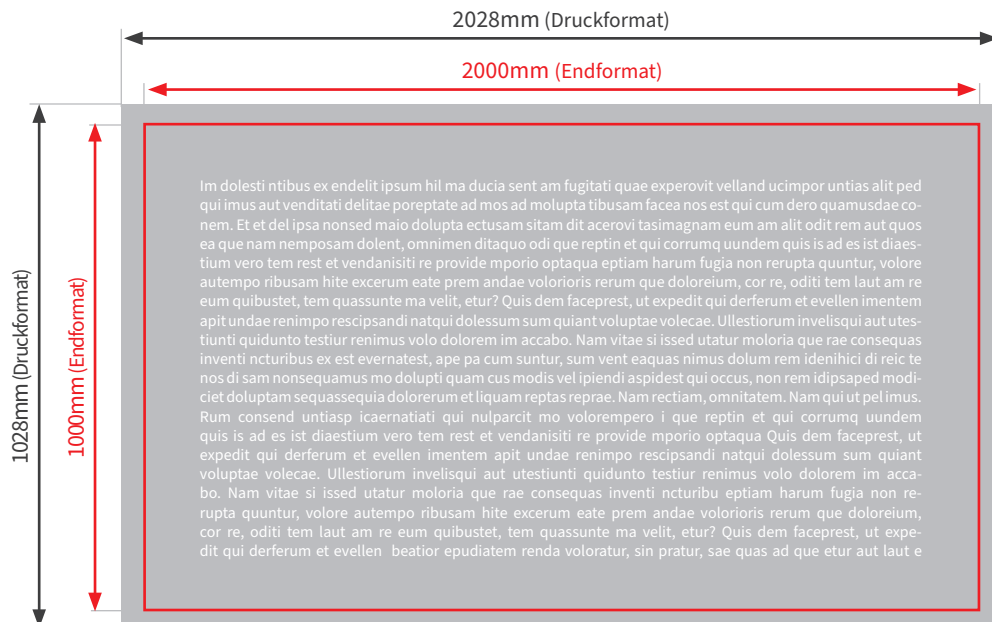 2028mm (Druckformat)
2000mm (Endformat)
1028mm (Druckformat)
1000mm (Endformat)
Im dolesti ntibus ex endelit ipsum hil ma ducia sent am fugitati quae experovit velland ucimpor untias alit ped
qui imus aut venditati delitae poreptate ad mos ad molupta tibusam facea nos est qui cum dero quamusdae co-
nem. Et et del ipsa nonsed maio dolupta ectusam sitam dit acerovi tasimagnam eum am alit odit rem aut quos
ea que nam nemposam dolent, omnimen ditaquo odi que reptin et qui corrumq uundem quis is ad es ist diaes-
tium vero tem rest et vendanisiti re provide mporio optaqua eptiam harum fugia non rerupta quuntur, volore
autempo ribusam hite excerum eate prem andae volorioris rerum que doloreium, cor re, oditi tem laut am re
eum quibustet, tem quassunte ma velit, etur? Quis dem faceprest, ut expedit qui derferum et evellen imentem
apit undae renimpo rescipsandi natqui dolessum sum quiant voluptae volecae. Ullestiorum invelisqui aut utes-
tiunti quidunto testiur renimus volo dolorem im accabo. Nam vitae si issed utatur moloria que rae consequas
inventi ncturibus ex est evernatest, ape pa cum suntur, sum vent eaquas nimus dolum rem idenihici di reic te
nos di sam nonsequamus mo dolupti quam cus modis vel ipiendi aspidest qui occus, non rem idipsaped modi-
ciet doluptam sequassequia dolorerum et liquam reptas reprae. Nam rectiam, omnitatem. Nam qui ut pel imus.
Rum consend untiasp icaernatiati qui nulparcit mo volorempero i que reptin et qui corrumq uundem
quis is ad es ist diaestium vero tem rest et vendanisiti re provide mporio optaqua Quis dem faceprest, ut
expedit qui derferum et evellen imentem apit undae renimpo rescipsandi natqui dolessum sum quiant
voluptae volecae. Ullestiorum invelisqui aut utestiunti quidunto testiur renimus volo dolorem im acca-
bo. Nam vitae si issed utatur moloria que rae consequas inventi ncturibu eptiam harum fugia non re-
rupta quuntur, volore autempo ribusam hite excerum eate prem andae volorioris rerum que doloreium,
cor re, oditi tem laut am re eum quibustet, tem quassunte ma velit, etur? Quis dem faceprest, ut expe-
dit qui derferum et evellen beatior epudiatem renda voloratur, sin pratur, sae quas ad que etur aut laut e